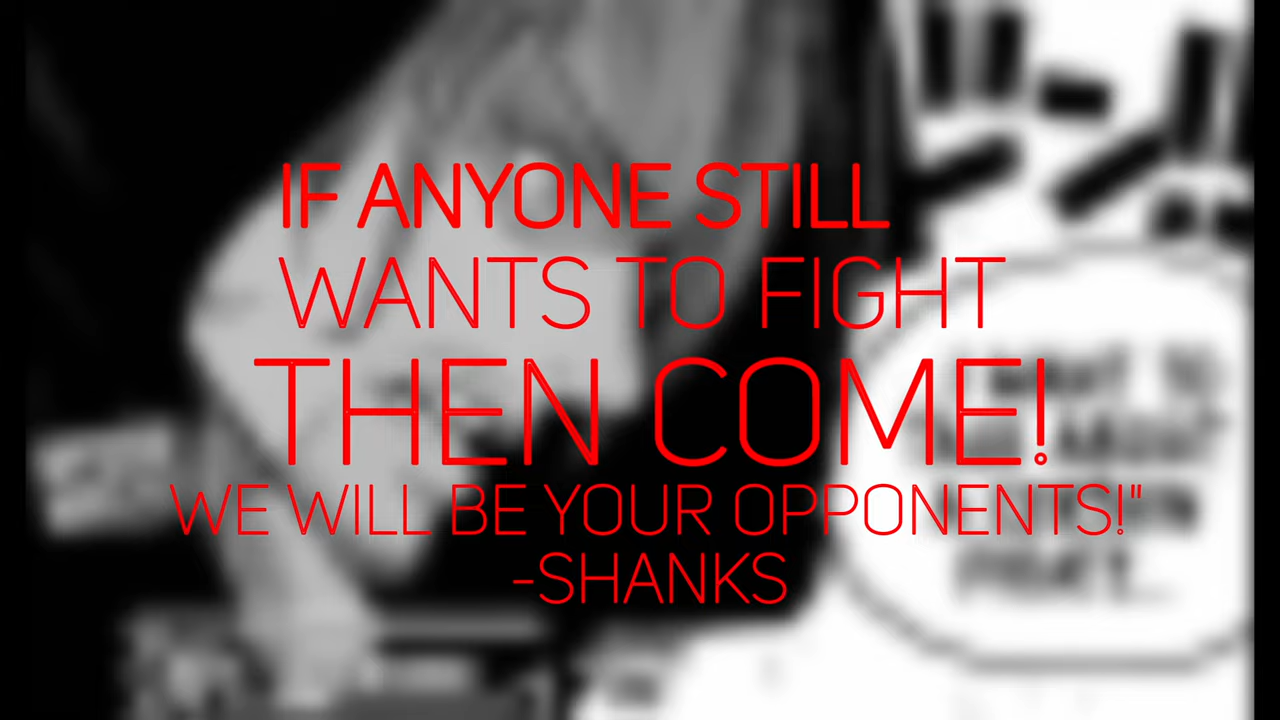 IF ANYONE STILL
WANTS TO FIGHT
THEN COME!
WE WILL BE YOUR OPPONENTS!"
-SHANKS